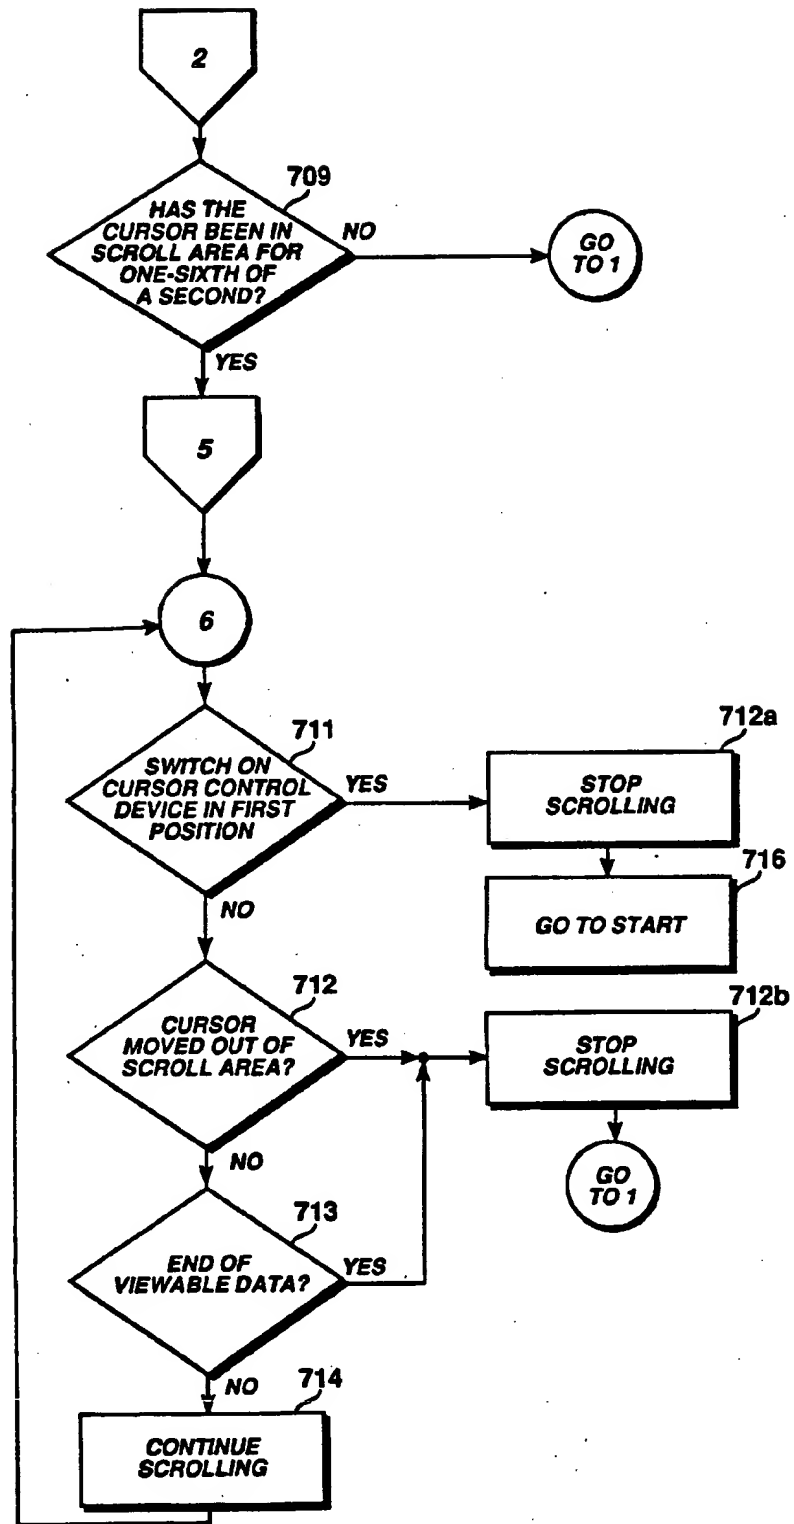 2
709
HAS THE
CURSOR BEEN IN
SCROLL AREA FOR
ONE-SIXTH OF
A SECOND?
NO
GO
TO 1
YES
5
6
711
SWITCH ON
CURSOR CONTROL
DEVICE IN FIRST
POSITION
YES
712a
STOP
SCROLLING
716
GO TO START
NO
712
CURSOR
MOVED OUT OF
SCROLL AREA?
YES
712b
STOP
SCROLLING
GO
TO 1
NO
713
END OF
VIEWABLE DATA?
YES
NO
714
CONTINUE
SCROLLING